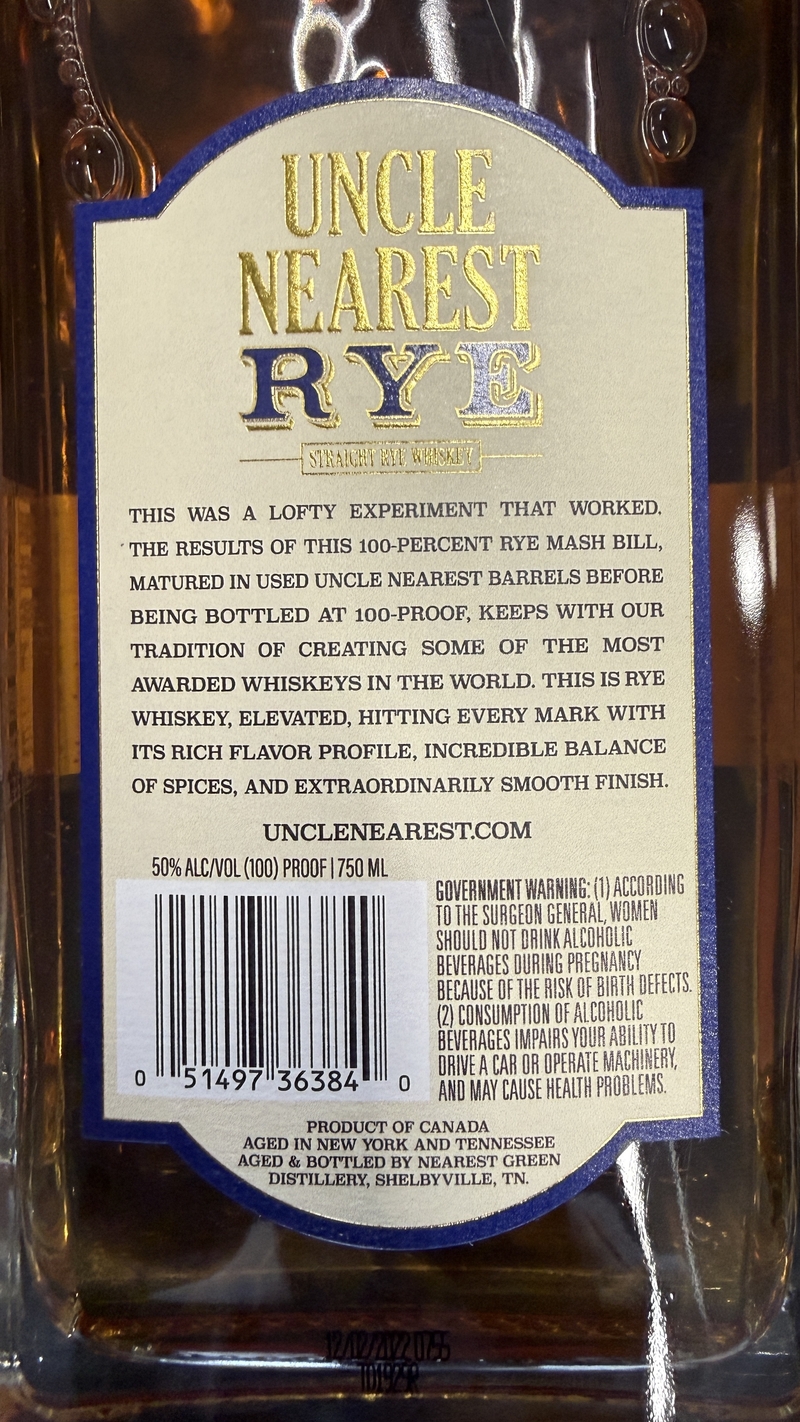 UNCLE
NEAREST
RYE
STRAIGHT RYE WHISKEY
THIS WAS A LOFTY EXPERIMENT THAT WORKED.
THE RESULTS OF THIS 100-PERCENT RYE MASH BILL,
MATURED IN USED UNCLE NEAREST BARRELS BEFORE
BEING BOTTLED AT 100-PROOF, KEEPS WITH OUR
TRADITION OF CREATING SOME OF THE MOST
AWARDED WHISKEYS IN THE WORLD. THIS IS RYE
WHISKEY, ELEVATED, HITTING EVERY MARK WITH
ITS RICH FLAVOR PROFILE, INCREDIBLE BALANCE
OF SPICES, AND EXTRAORDINARILY SMOOTH FINISH.
UNCLENEAREST.COM
50% ALC/VOL (100) PROOF | 750 ML
0 51497 36384 0
GOVERNMENT WARNING: (1) ACCORDING
TO THE SURGEON GENERAL, WOMEN
SHOULD NOT DRINK ALCOHOLIC
BEVERAGES DURING PREGNANCY
BECAUSE OF THE RISK OF BIRTH DEFECTS.
(2) CONSUMPTION OF ALCOHOLIC
BEVERAGES IMPAIRS YOUR ABILITY TO
DRIVE A CAR OR OPERATE MACHINERY,
AND MAY CAUSE HEALTH PROBLEMS.
PRODUCT OF CANADA
AGED IN NEW YORK AND TENNESSEE
AGED & BOTTLED BY NEAREST GREEN
DISTILLERY, SHELBYVILLE, TN.